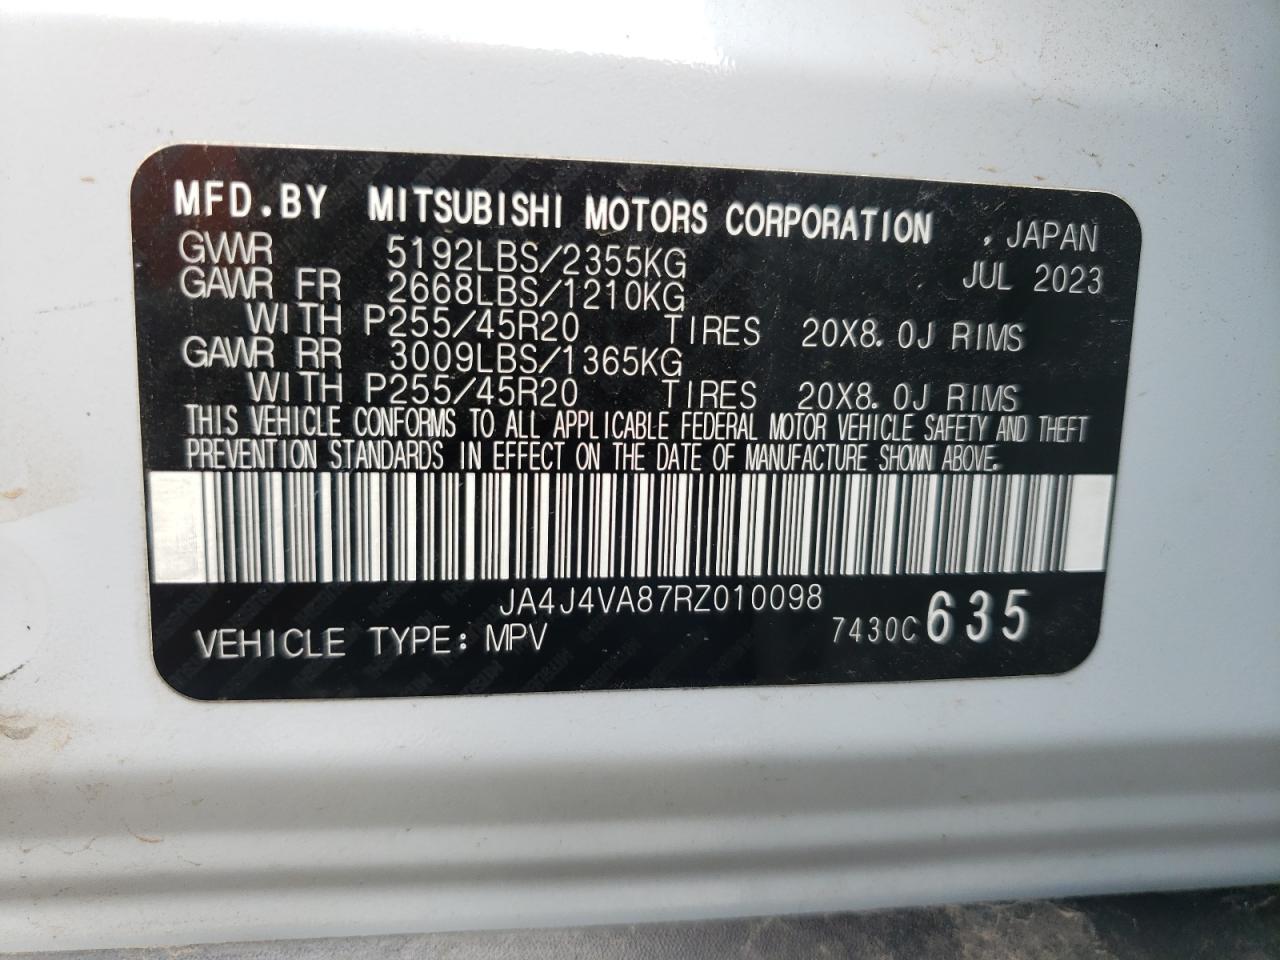 MFD.BY MITSUBISHI MOTORS CORPORATION , JAPAN
GVWR 5192LBS/2355KG JUL 2023
GAWR FR 2668LBS/1210KG
WITH P255/45R20 TIRES 20X8.0J RIMS
GAWR RR 3009LBS/1365KG
WITH P255/45R20 TIRES 20X8.0J RIMS
THIS VEHICLE CONFORMS TO ALL APPLICABLE FEDERAL MOTOR VEHICLE SAFETY AND THEFT
PREVENTION STANDARDS IN EFFECT ON THE DATE OF MANUFACTURE SHOWN ABOVE.
JA4J4VA87RZ010098
VEHICLE TYPE: MPV 7430C 635